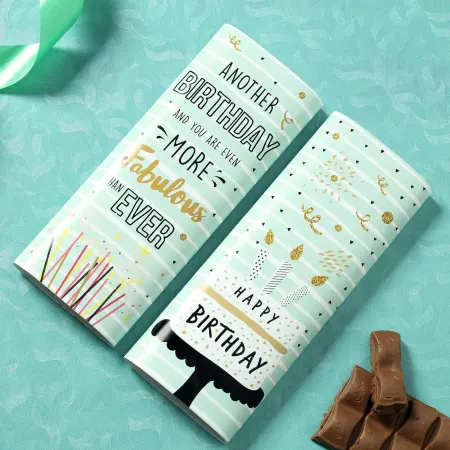 ANOTHER
BIRTHDAY
AND YOU ARE EVEN
MORE
Fabulous
THAN
EVER
HAPPY
BIRTHDAY